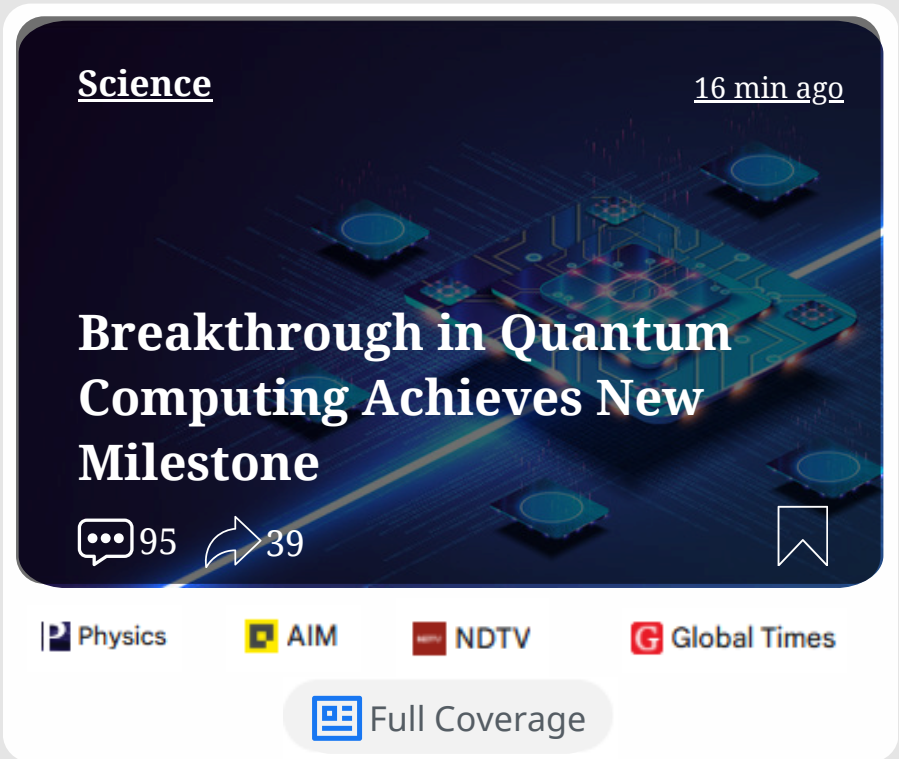 Science
16 min ago
Breakthrough in Quantum
Computing Achieves New
Milestone
95 39
Physics AIM NDTV Global Times
Full Coverage